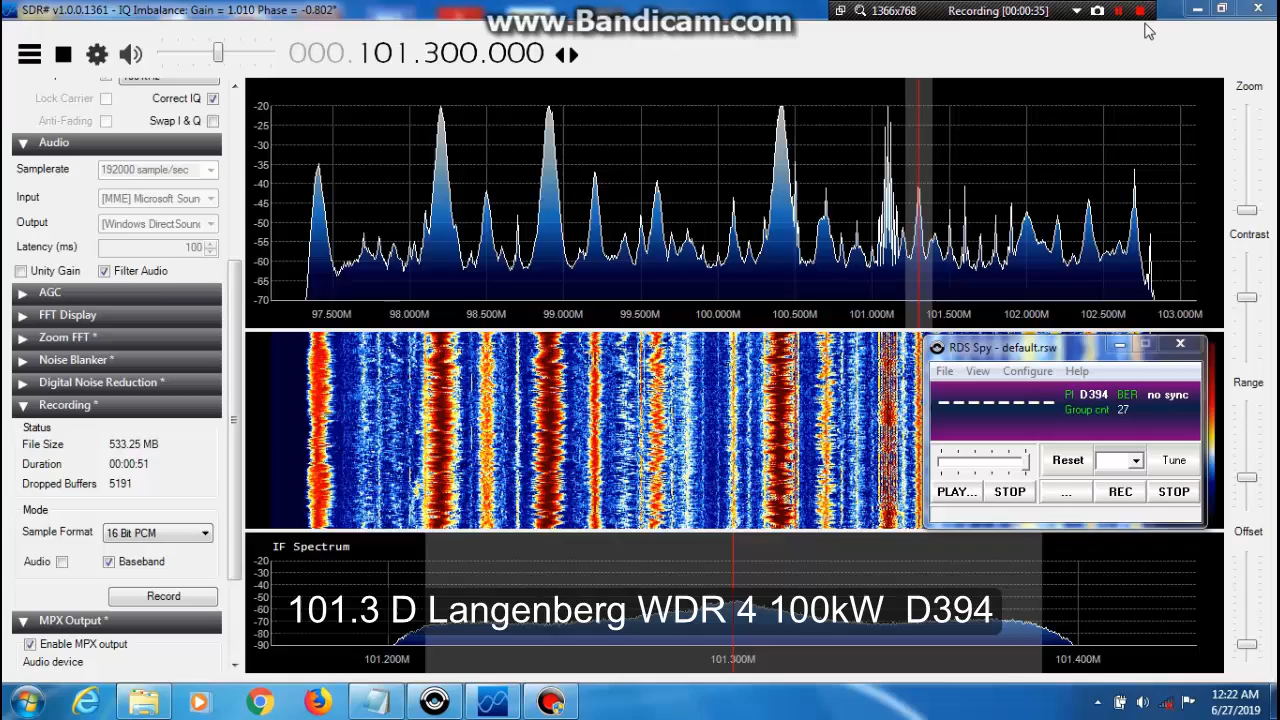 SDR# v1.0.0.1361 - IQ Imbalance: Gain = 1.010 Phase = -0.802°
www.Bandicam.com
1366x768 Recording [00:00:35]
000.101.300.000
Lock Carrier Correct IQ
Anti-Fading Swap I & Q
Audio
Samplerate 192000 sample/sec
Input [MME] Microsoft Soun
Output [Windows DirectSoun
Latency (ms) 100
Unity Gain Filter Audio
AGC
FFT Display
Zoom FFT *
Noise Blanker *
Digital Noise Reduction *
Recording *
Status
File Size 533.25 MB
Duration 00:00:51
Dropped Buffers 5191
Mode
Sample Format 16 Bit PCM
Audio Baseband
Record
MPX Output *
Enable MPX output
Audio device
-20
-25
-30
-35
-40
-45
-50
-55
-60
-65
-70
97.500M 98.000M 98.500M 99.000M 99.500M 100.000M 100.500M 101.000M 101.500M 102.000M 102.500M 103.000M
Zoom
Contrast
Range
Offset
RDS Spy - default.rsw
File View Configure Help
PI D394 BER no sync
Group cnt 27
Reset Tune
PLAY... STOP ... REC STOP
IF Spectrum
-20
-30
-40
-50
-60
-70
-80
-90
101.3 D Langenberg WDR 4 100kW D394
101.200M 101.300M 101.400M
12:22 AM
6/27/2019